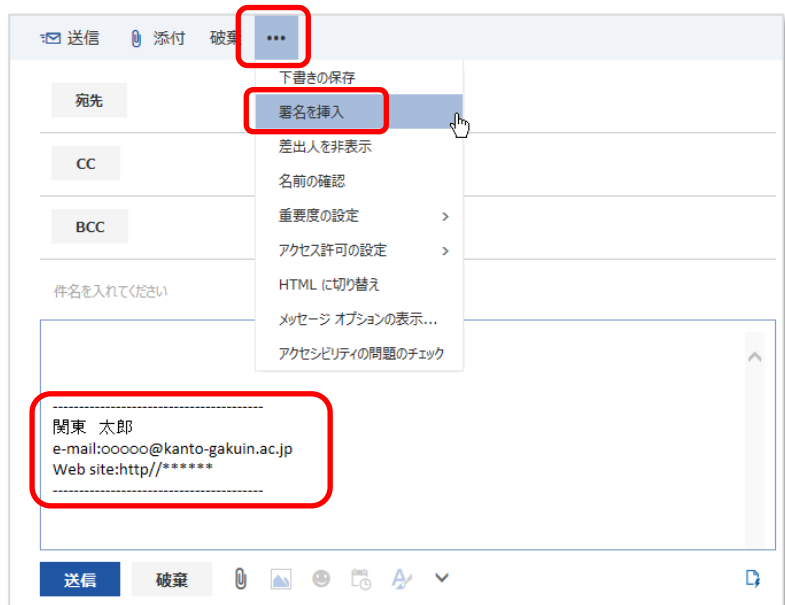 送信 添付 破棄 •••
下書きの保存
宛先
署名を挿入
差出人を非表示
CC
名前の確認
重要度の設定 >
BCC
アクセス許可の設定 >
HTML に切り替え
件名を入れてください
メッセージ オプションの表示...
アクセシビリティの問題のチェック
----------------------------------------
関東 太郎
e-mail:ooooo@kanto-gakuin.ac.jp
Web site:http//******
----------------------------------------
送信 破棄